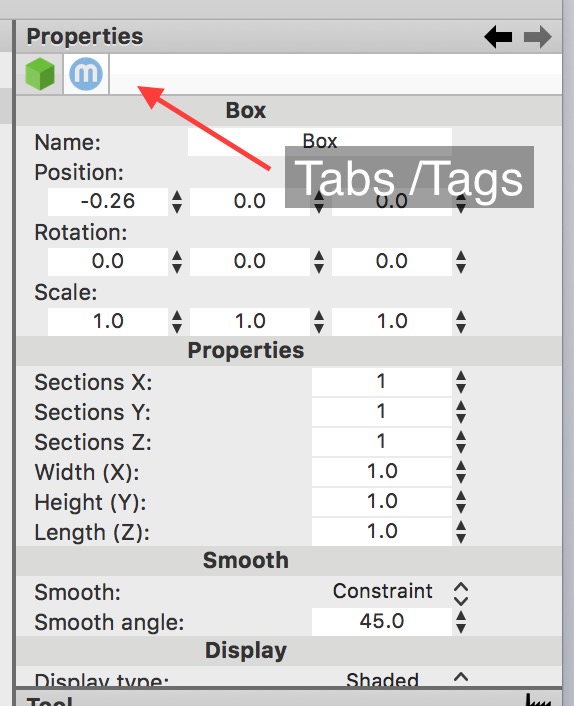 Properties
m
Box
Name: Box
Position:
Tabs /Tags
-0.26 0.0 0.0
Rotation:
0.0 0.0 0.0
Scale:
1.0 1.0 1.0
Properties
Sections X: 1
Sections Y: 1
Sections Z: 1
Width (X): 1.0
Height (Y): 1.0
Length (Z): 1.0
Smooth
Smooth: Constraint
Smooth angle: 45.0
Display
Display type: Shaded
Tool